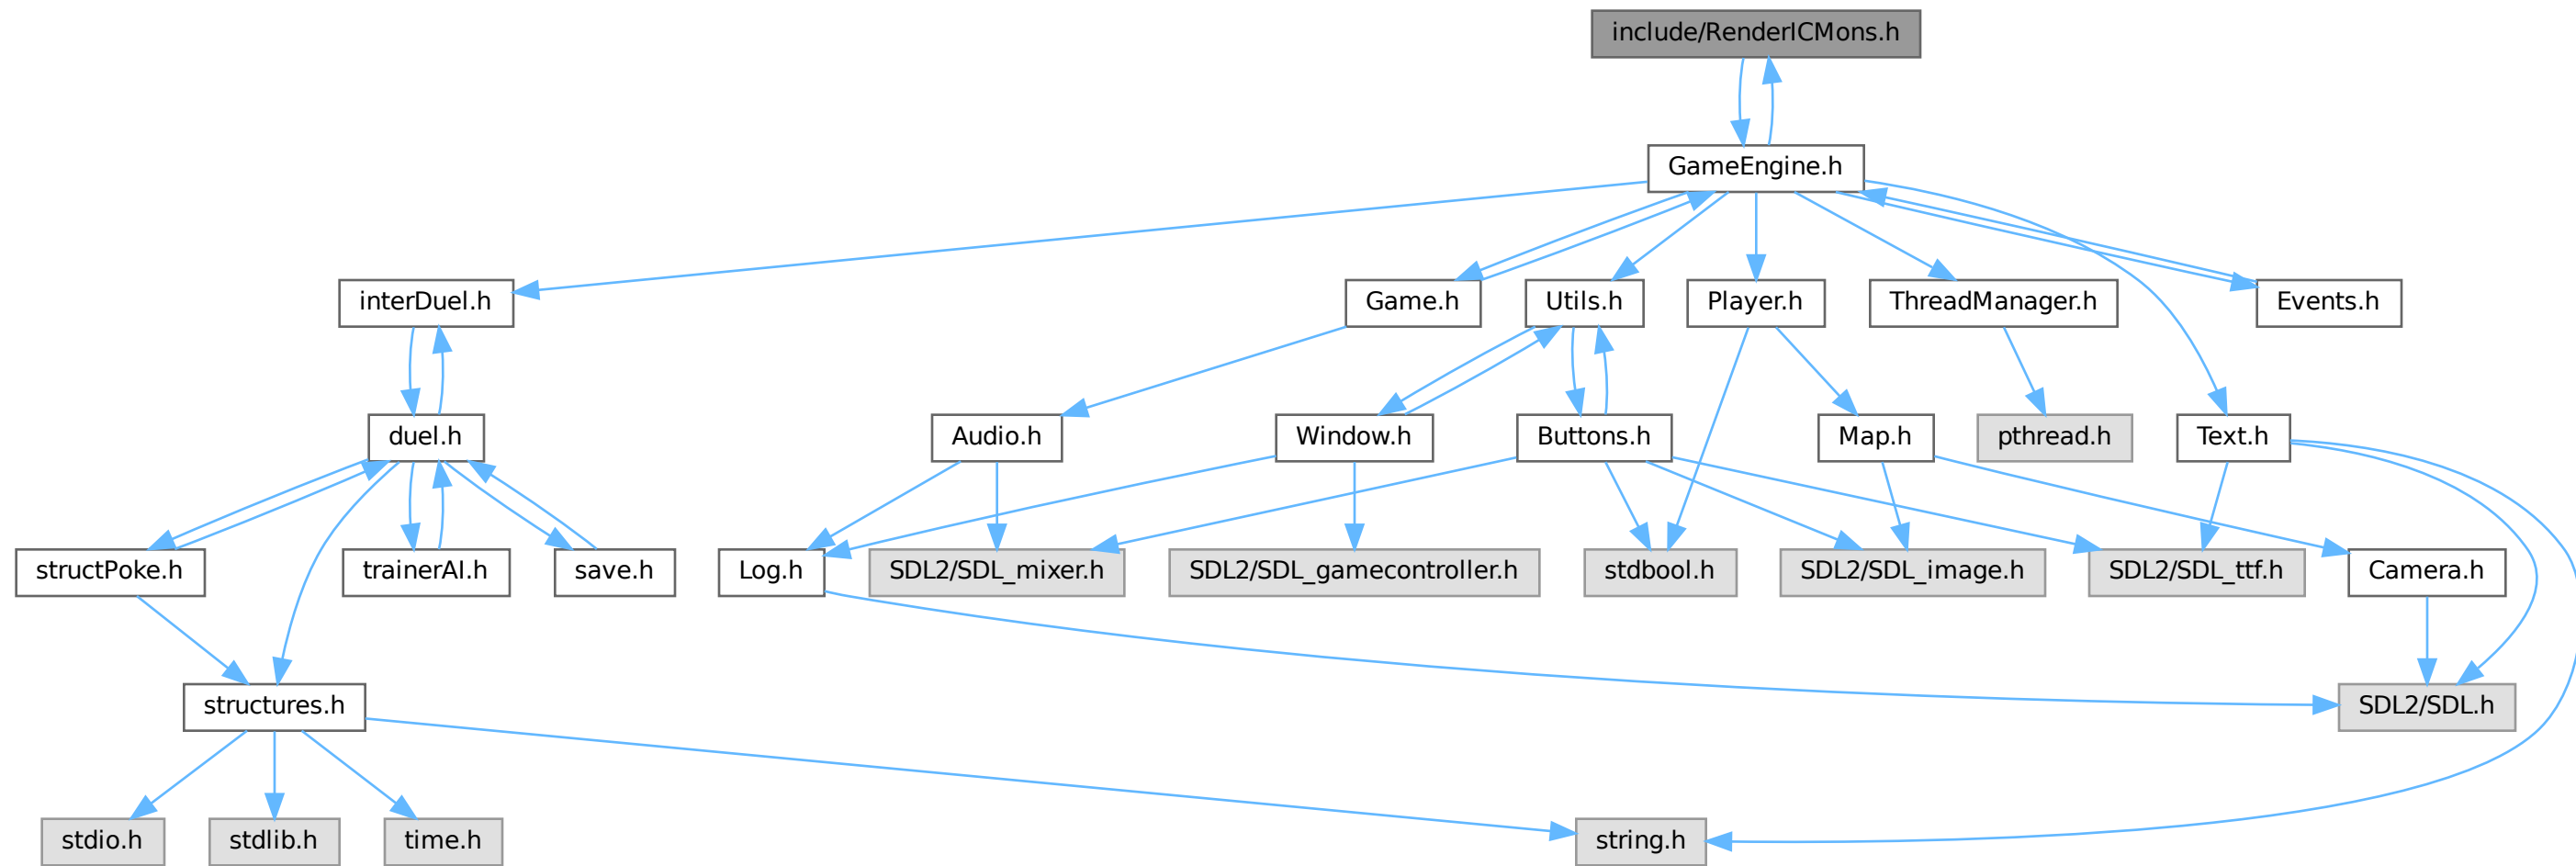 include/RenderICMons.h
GameEngine.h
interDuel.h
Game.h
Utils.h
Player.h
ThreadManager.h
Events.h
duel.h
Audio.h
Window.h
Buttons.h
Map.h
pthread.h
Text.h
structPoke.h
trainerAI.h
save.h
Log.h
SDL2/SDL_mixer.h
SDL2/SDL_gamecontroller.h
stdbool.h
SDL2/SDL_image.h
SDL2/SDL_ttf.h
Camera.h
structures.h
SDL2/SDL.h
stdio.h
stdlib.h
time.h
string.h